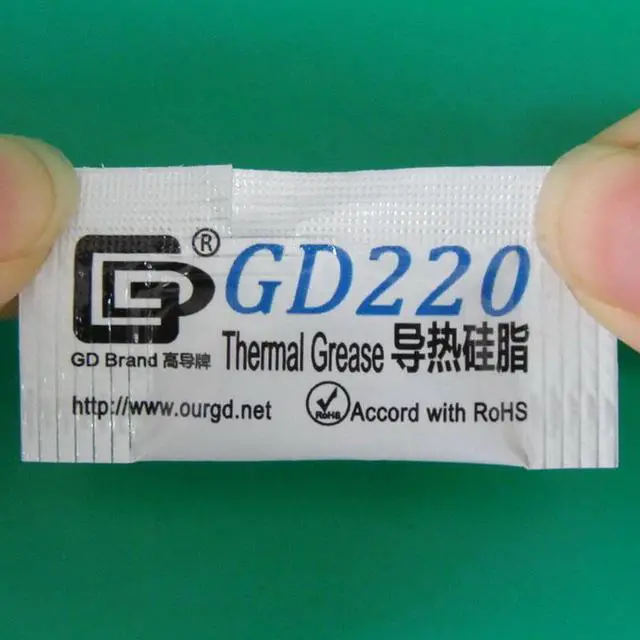 ® GD220
GD Brand 高导牌 Thermal Grease 导热硅脂
http://www.ourgd.net RoHS Accord with RoHS